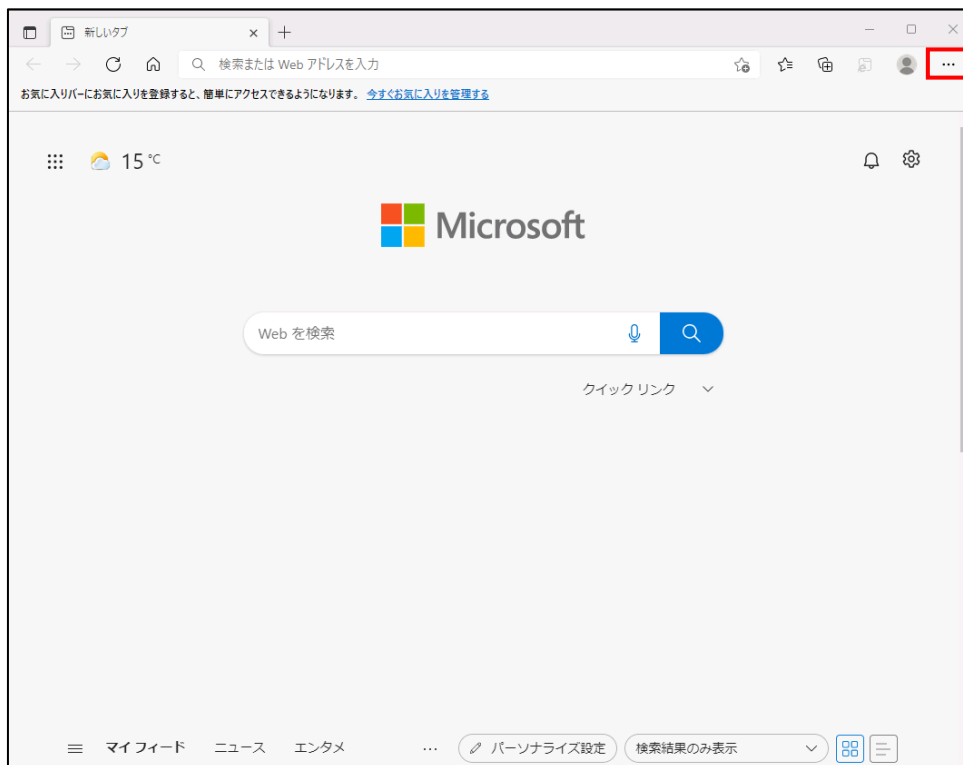 新しいタブ
検索または Web アドレスを入力
お気に入りバーにお気に入りを登録すると、簡単にアクセスできるようになります。 今すぐお気に入りを管理する
15 °C
Microsoft
Web を検索
クイック リンク
マイ フィード ニュース エンタメ ... パーソナライズ設定 検索結果のみ表示